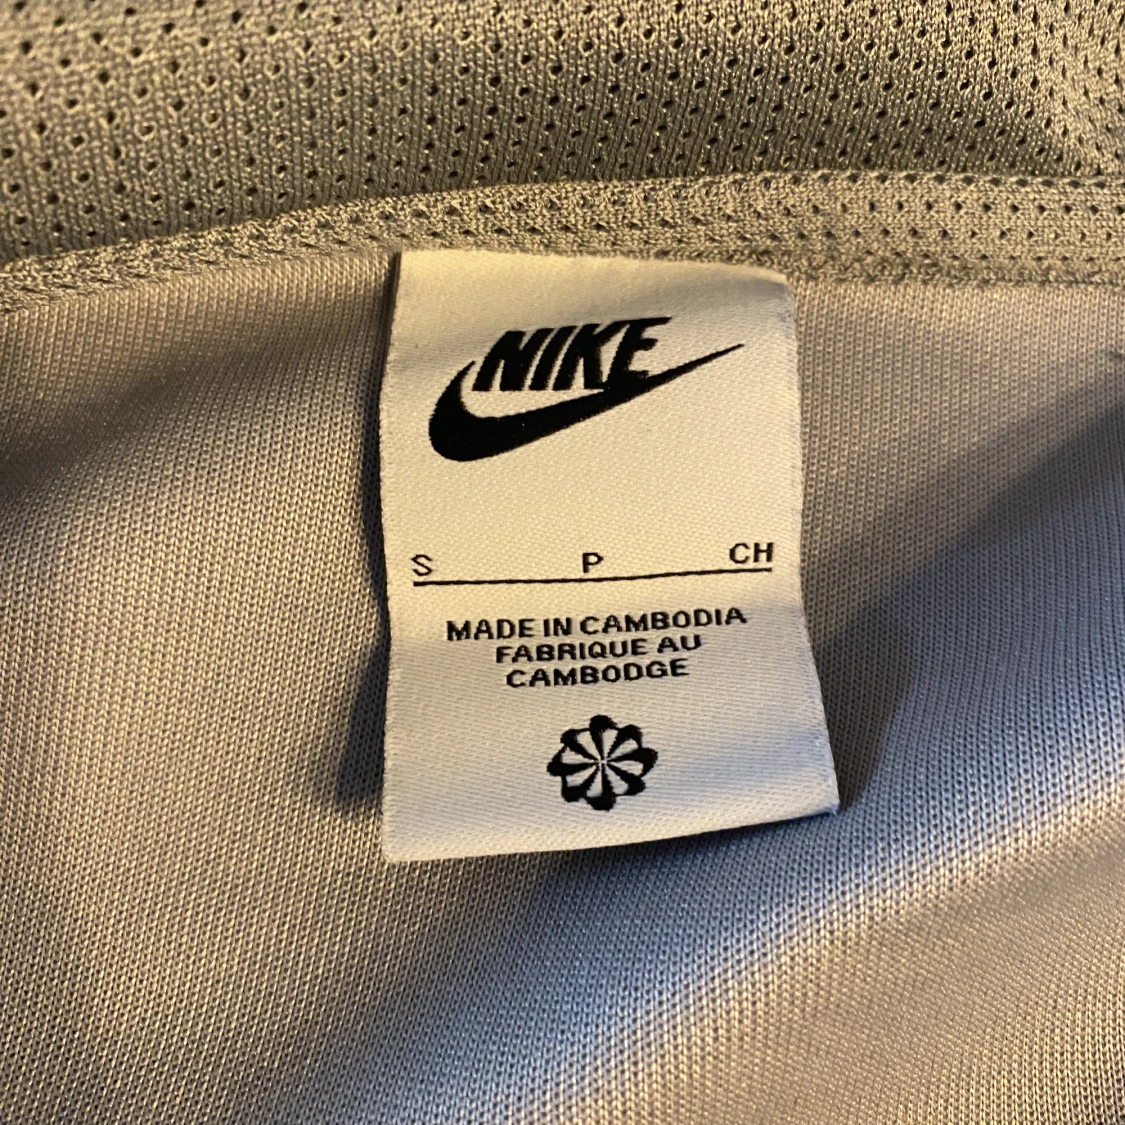 NIKE
S P CH
MADE IN CAMBODIA
FABRIQUE AU
CAMBODGE